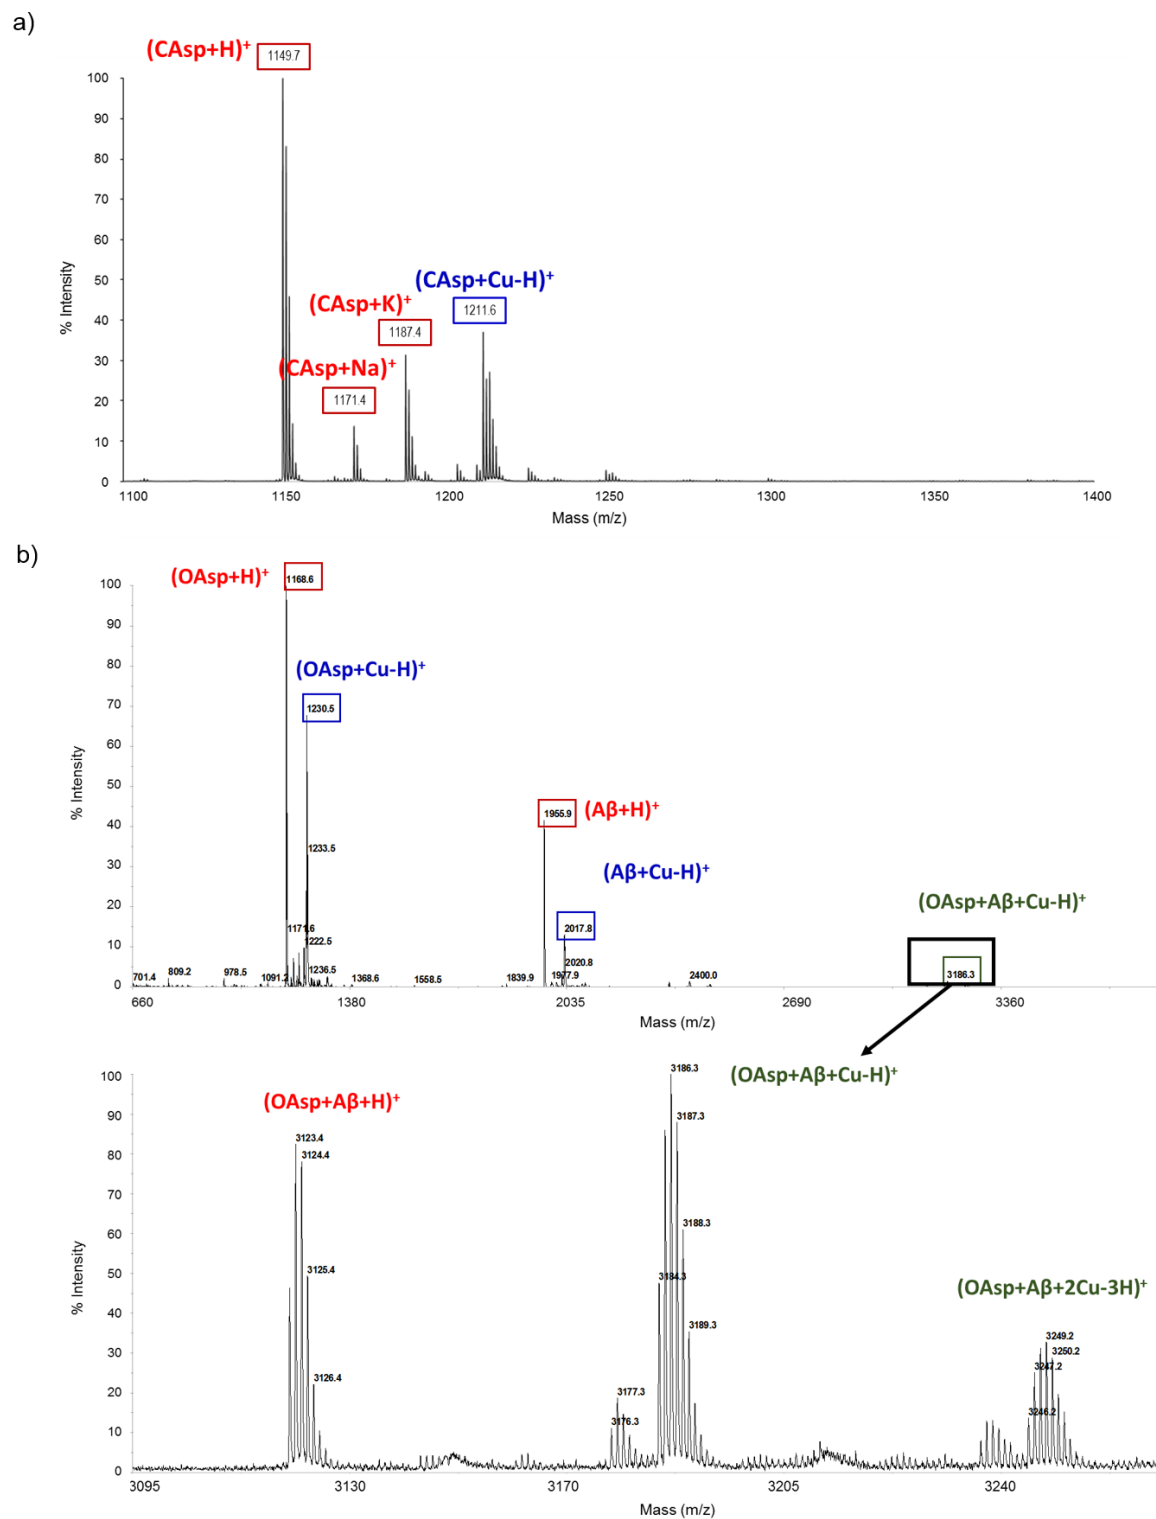 a)
(CAsp+H)⁺
1149.7
(CAsp+Cu-H)⁺
(CAsp+K)⁺
1211.6
1187.4
(CAsp+Na)⁺
1171.4
100
90
80
70
60
50
40
30
20
10
0
% Intensity
1100 1150 1200 1250 1300 1350 1400
Mass (m/z)
b)
(OAsp+H)⁺
1168.6
(OAsp+Cu-H)⁺
1230.5
(Aβ+H)⁺
1955.9
1233.5
(Aβ+Cu-H)⁺
(OAsp+Aβ+Cu-H)⁺
1171.6
2017.8
1222.5
2020.8
701.4 809.2 978.5 1091.2 1236.5 1368.6 1558.5 1839.9 1977.9 2400.0 3186.3
100
90
80
70
60
50
40
30
20
10
0
% Intensity
660 1380 2035 2690 3360
Mass (m/z)
(OAsp+Aβ+Cu-H)⁺
(OAsp+Aβ+H)⁺
3186.3
3123.4
3187.3
3124.4
3188.3
3125.4
3184.3
(OAsp+Aβ+2Cu-3H)⁺
3189.3
3249.2
3126.4
3250.2
3247.2
3177.3
3176.3
3246.2
100
90
80
70
60
50
40
30
20
10
0
% Intensity
3095 3130 3170 3205 3240
Mass (m/z)